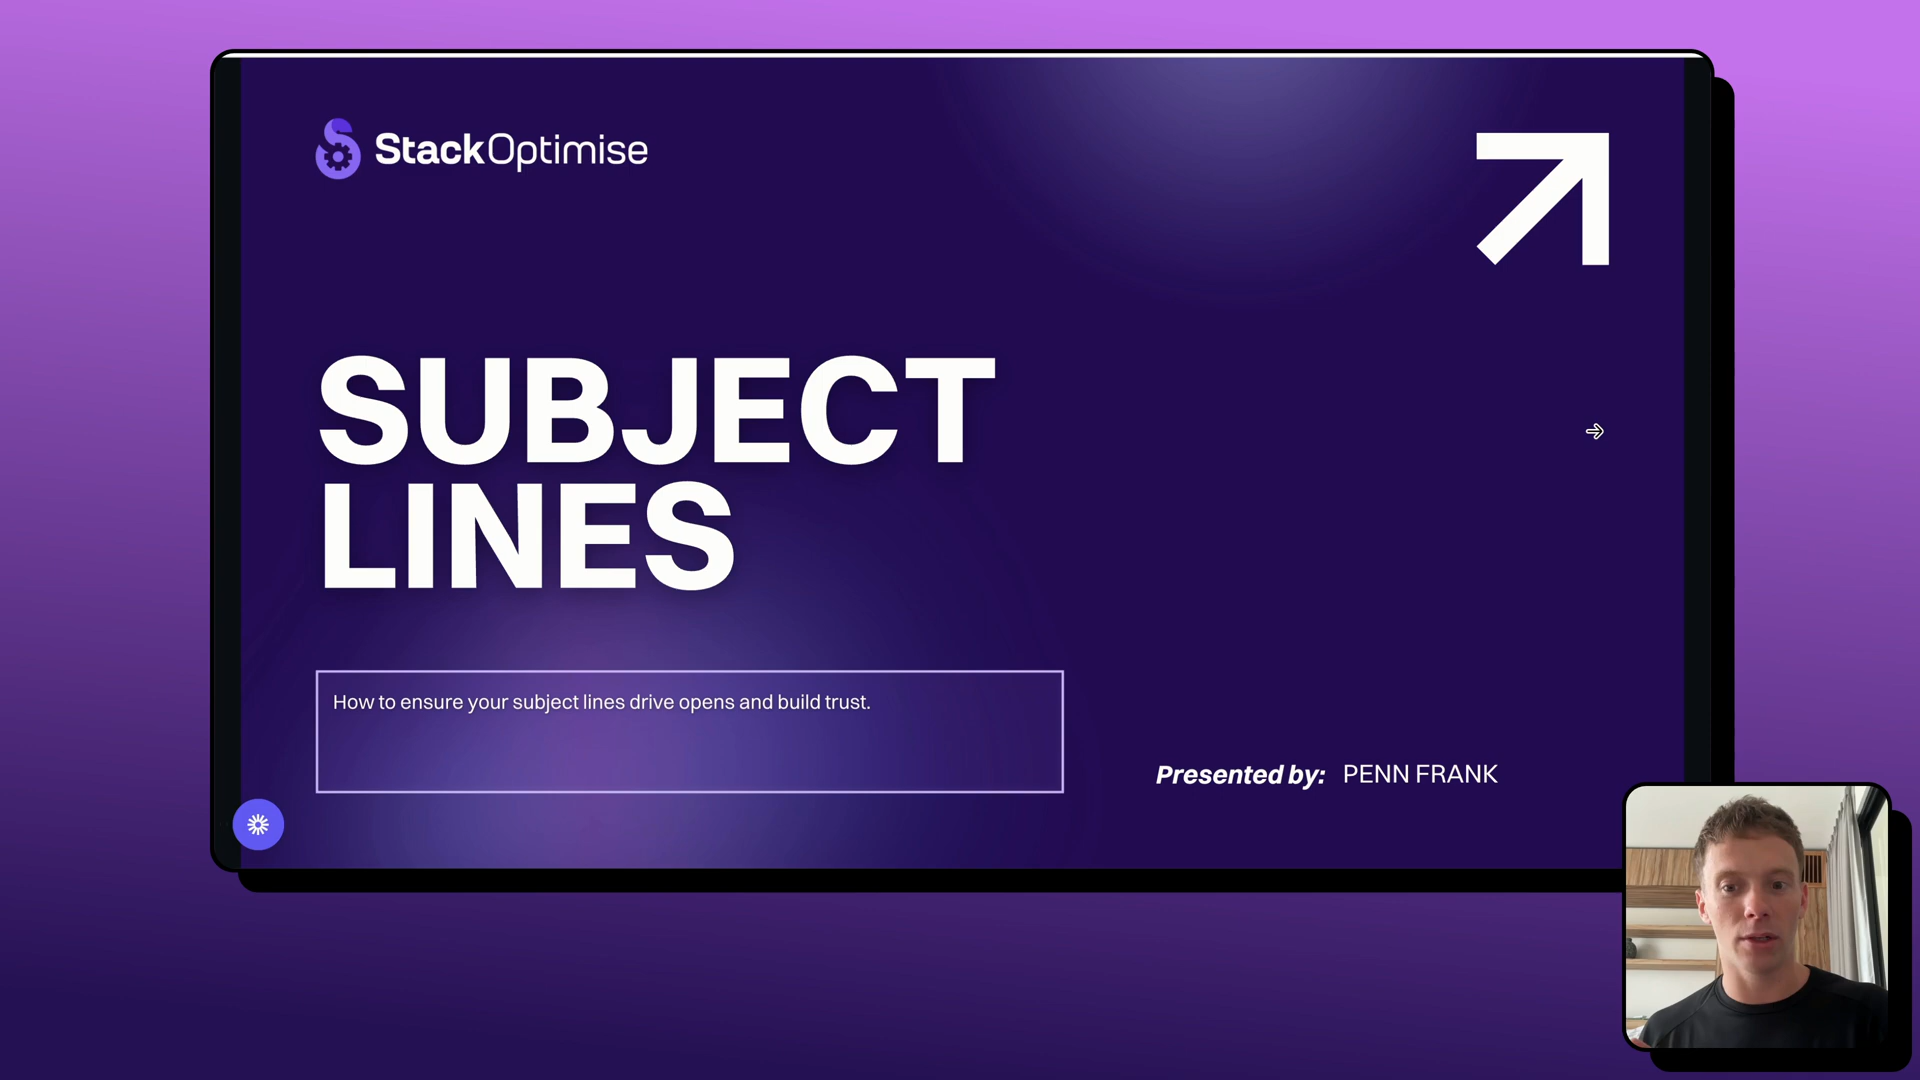 StackOptimise
SUBJECT
LINES
How to ensure your subject lines drive opens and build trust.
Presented by: PENN FRANK